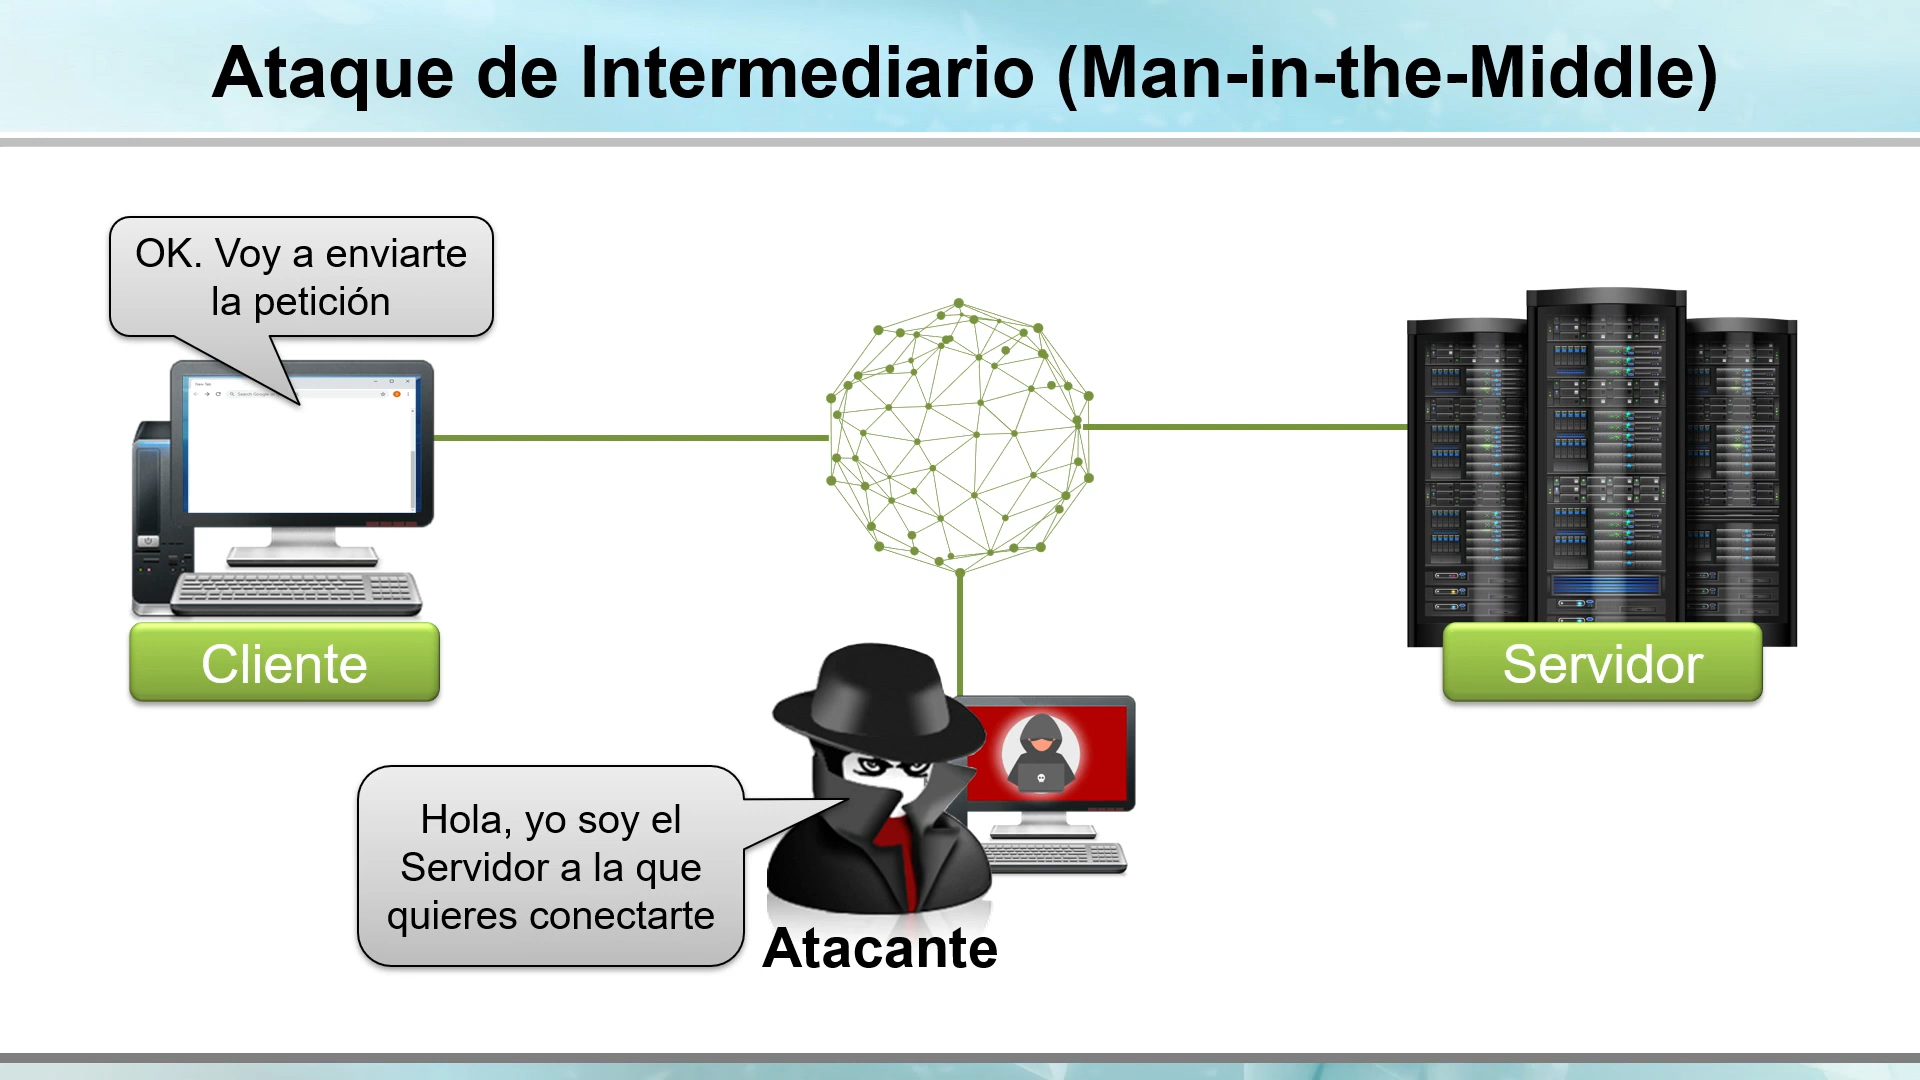 Ataque de Intermediario (Man-in-the-Middle)
OK. Voy a enviarte
la petición
Cliente
Servidor
Hola, yo soy el
Servidor a la que
quieres conectarte
Atacante